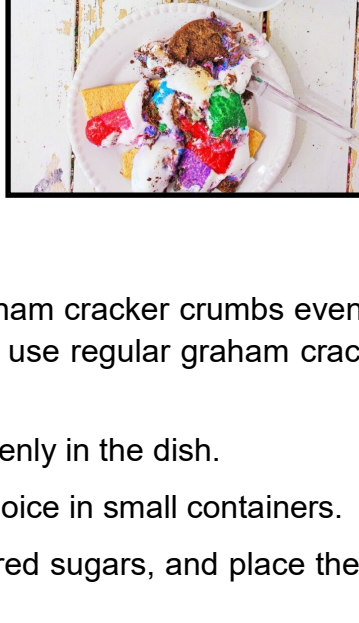 ham cracker crumbs even
use regular graham crac
enly in the dish.
oice in small containers.
red sugars, and place the